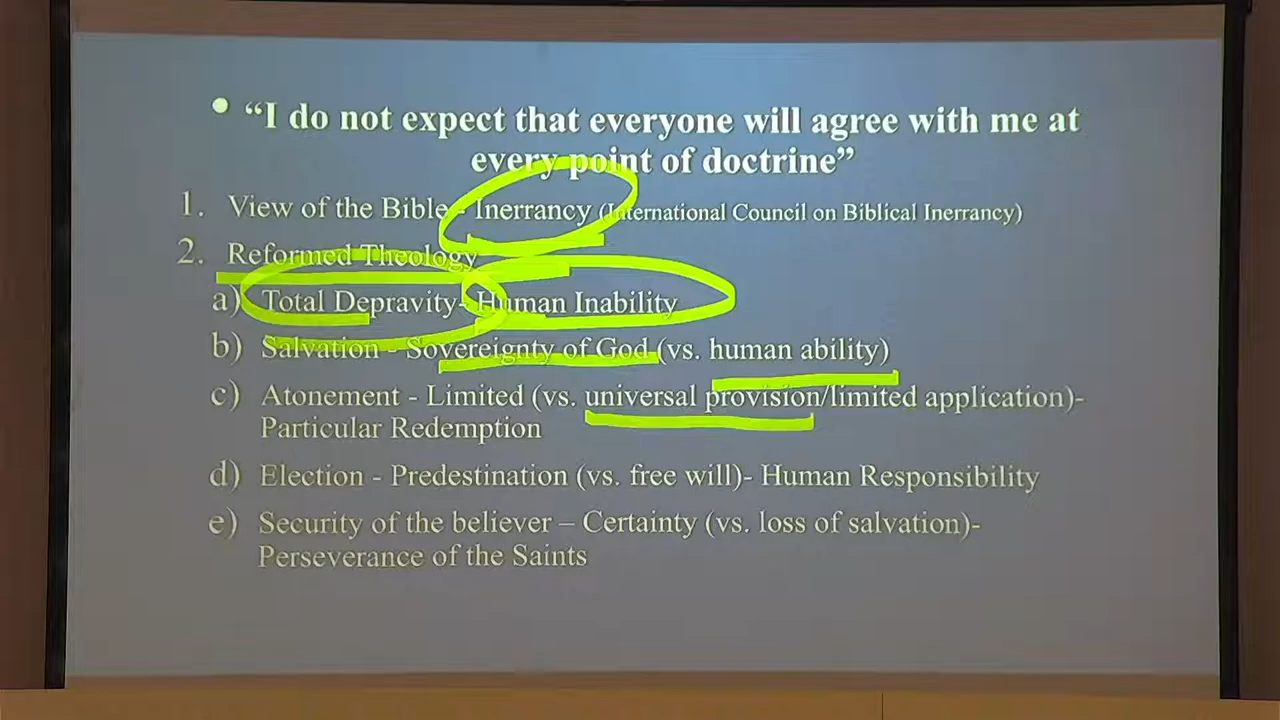 • “I do not expect that everyone will agree with me at
every point of doctrine”
1. View of the Bible - Inerrancy (International Council on Biblical Inerrancy)
2. Reformed Theology
a) Total Depravity- Human Inability
b) Salvation - Sovereignty of God (vs. human ability)
c) Atonement - Limited (vs. universal provision/limited application)-
Particular Redemption
d) Election - Predestination (vs. free will)- Human Responsibility
e) Security of the believer – Certainty (vs. loss of salvation)-
Perseverance of the Saints